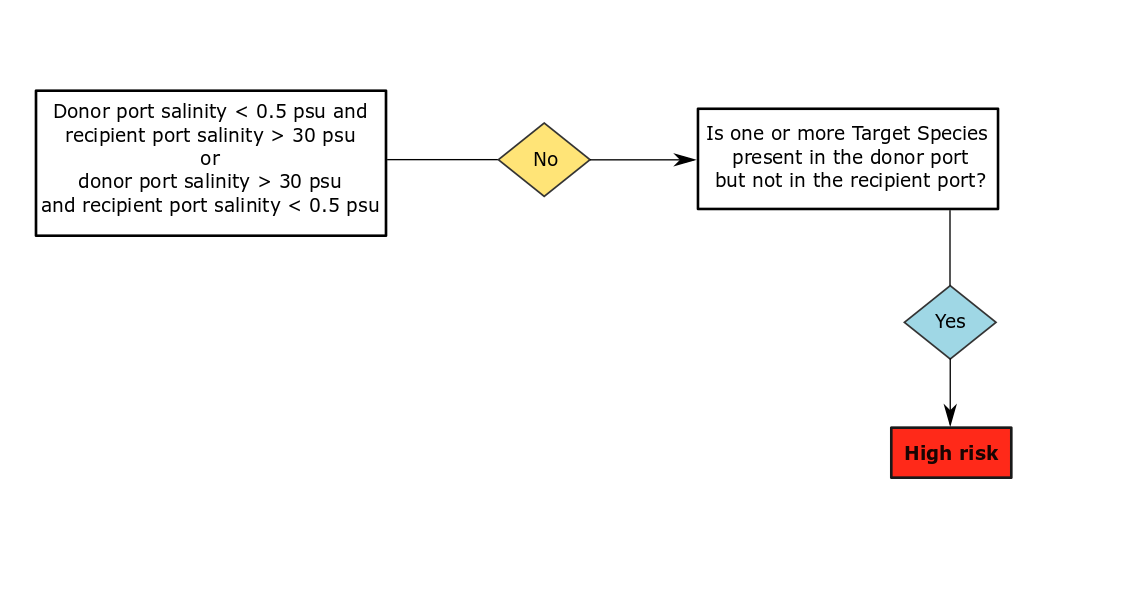 Donor port salinity < 0.5 psu and
recipient port salinity > 30 psu
or
donor port salinity > 30 psu
and recipient port salinity < 0.5 psu
No
Is one or more Target Species
present in the donor port
but not in the recipient port?
Yes
High risk